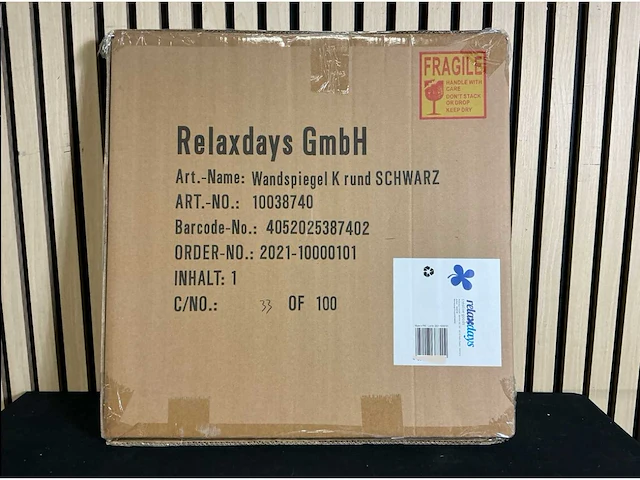 FRAGILE
HANDLE WITH
CARE
DON'T STACK
OR DROP
KEEP DAY
Relaxdays GmbH
Art.-Name: Wandspiegel K rund SCHWARZ
ART.-NO.: 10038740
Barcode-No.: 4052025387402
ORDER-NO.: 2021-10000101
INHALT: 1
C/NO.: 33 OF 100
relaxdays